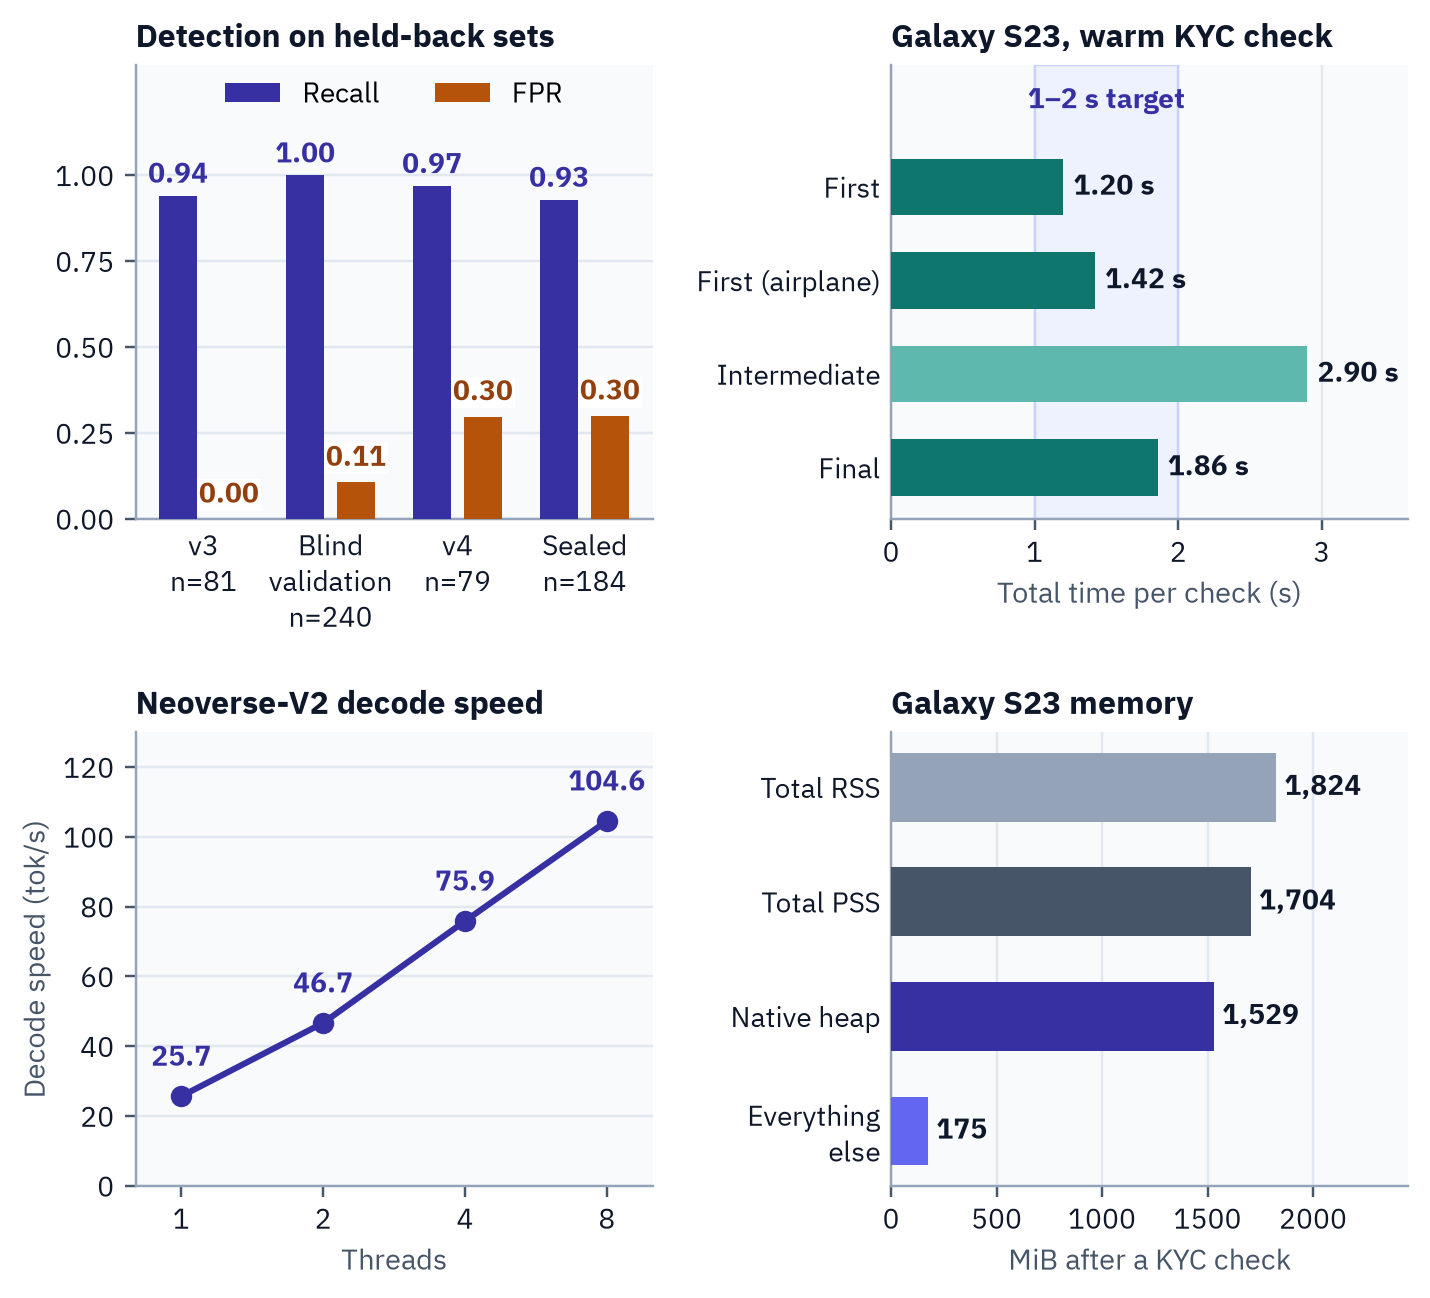 Detection on held-back sets
Recall
FPR
0.94
1.00
0.97
0.93
0.00
0.11
0.30
0.30
1.00
0.75
0.50
0.25
0.00
v3
n=81
Blind
validation
n=240
v4
n=79
Sealed
n=184
Galaxy S23, warm KYC check
1–2 s target
First
1.20 s
First (airplane)
1.42 s
Intermediate
2.90 s
Final
1.86 s
0 1 2 3
Total time per check (s)
Neoverse-V2 decode speed
Decode speed (tok/s)
120
100
80
60
40
20
0
25.7
46.7
75.9
104.6
1 2 4 8
Threads
Galaxy S23 memory
Total RSS
1,824
Total PSS
1,704
Native heap
1,529
Everything
else
175
0 500 1000 1500 2000
MiB after a KYC check